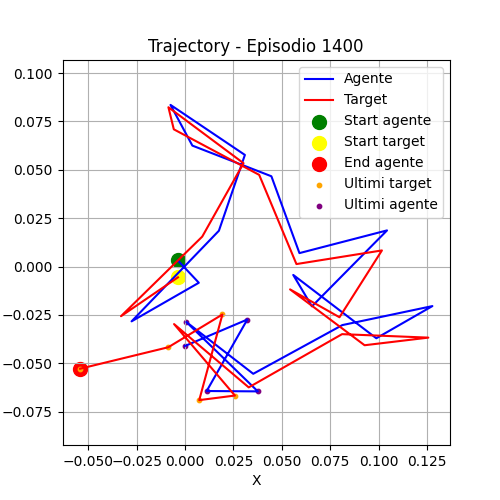 Trajectory - Episodio 1400
Agente
Target
Start agente
Start target
End agente
Ultimi target
Ultimi agente
0.100
0.075
0.050
0.025
0.000
−0.025
−0.050
−0.075
−0.050 −0.025 0.000 0.025 0.050 0.075 0.100 0.125
X